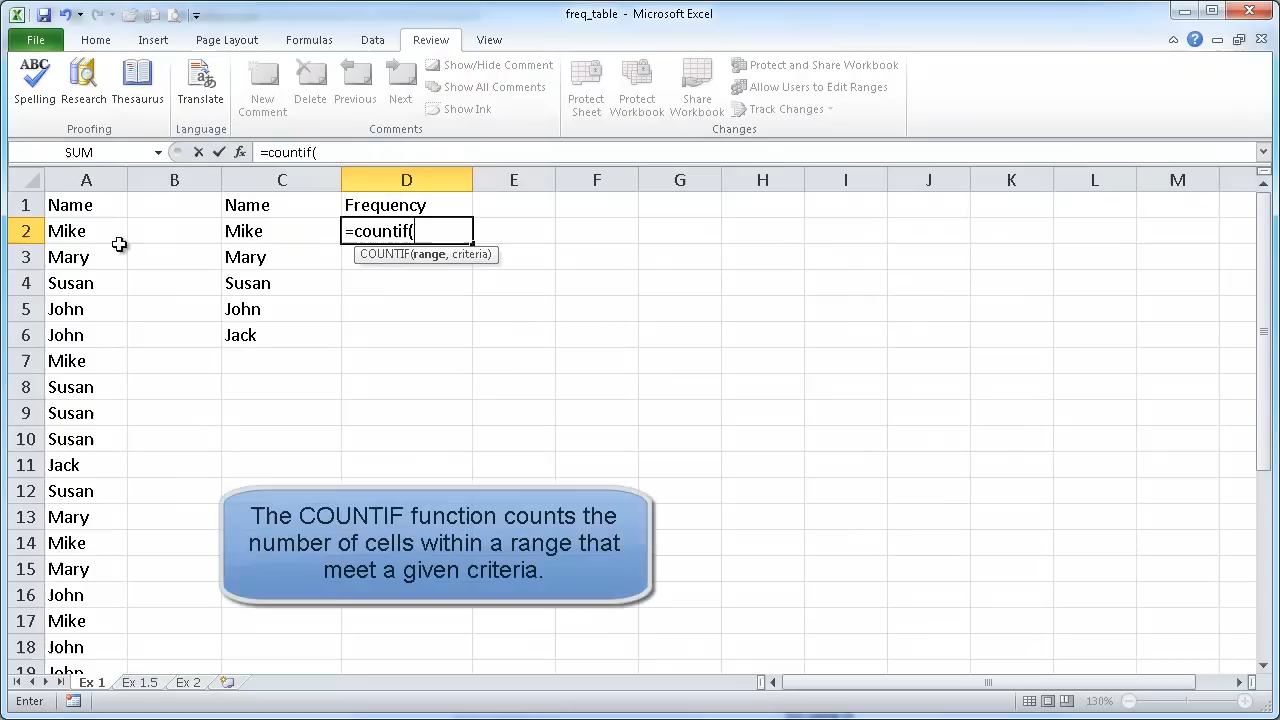 freq_table - Microsoft Excel
File Home Insert Page Layout Formulas Data Review View
ABC
Spelling Research Thesaurus
Proofing
Translate
Language
New Comment
Delete
Previous
Next
Show/Hide Comment
Show All Comments
Show Ink
Comments
Protect Sheet
Protect Workbook
Share Workbook
Protect and Share Workbook
Allow Users to Edit Ranges
Track Changes
Changes
SUM =countif(
A B C D E F G H I J K L M
1 Name Name Frequency
2 Mike Mike =countif(
COUNTIF(range, criteria)
3 Mary Mary
4 Susan Susan
5 John John
6 John Jack
7 Mike
8 Susan
9 Susan
10 Susan
11 Jack
12 Susan
13 Mary
14 Mike
15 Mary
16 John
17 Mike
18 John
19 John
The COUNTIF function counts the
number of cells within a range that
meet a given criteria.
Ex 1 Ex 1.5 Ex 2
Enter 130%